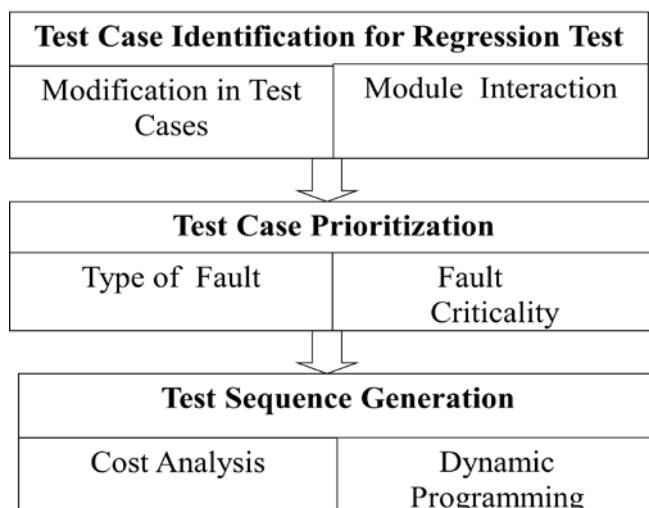 Test Case Identification for Regression Test
Modification in Test
Cases
Module Interaction
Test Case Prioritization
Type of Fault
Fault
Criticality
Test Sequence Generation
Cost Analysis
Dynamic
Programming